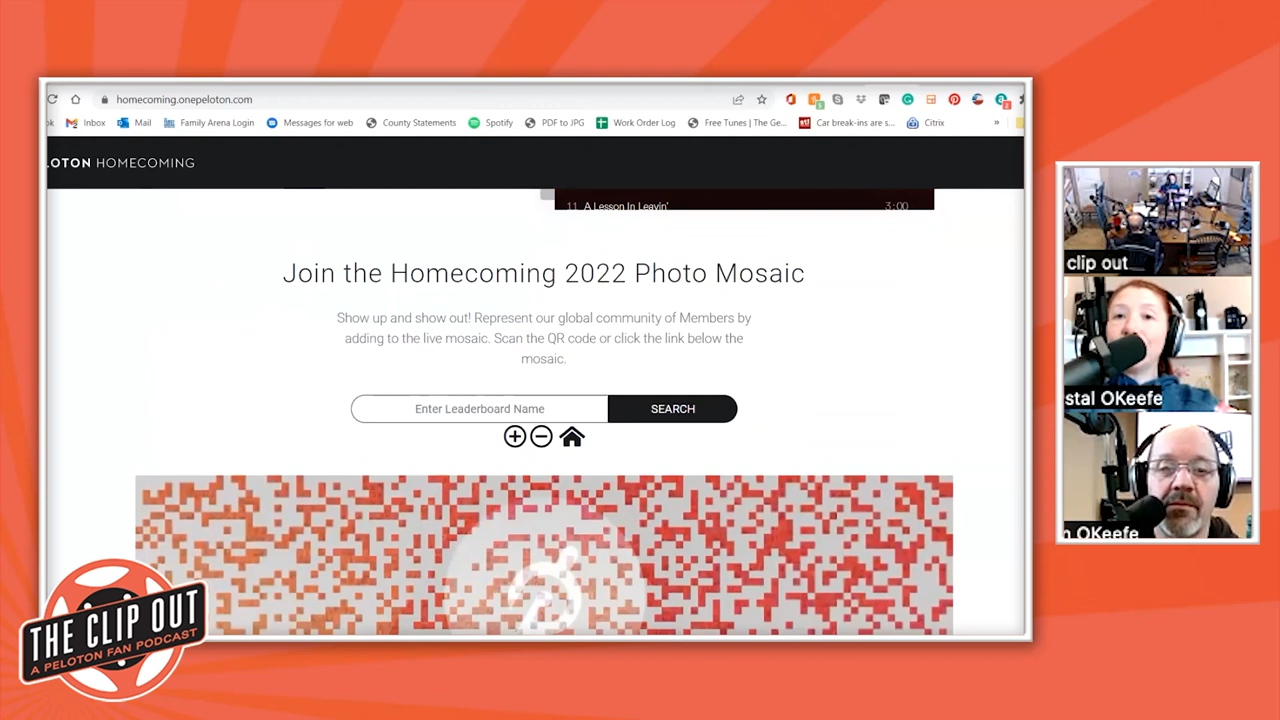 homecoming.onepeloton.com
ok Inbox Mail Family Arena Login Messages for web County Statements Spotify PDF to JPG Work Order Log Free Tunes | The Ge... Car break-ins are s... Citrix »
LOTON HOMECOMING
11 A Lesson In Leavin' 3:00
Join the Homecoming 2022 Photo Mosaic
Show up and show out! Represent our global community of Members by
adding to the live mosaic. Scan the QR code or click the link below the
mosaic.
Enter Leaderboard Name SEARCH
clip out
stal OKeefe
n OKeefe
THE CLIP OUT
A PELOTON FAN PODCAST